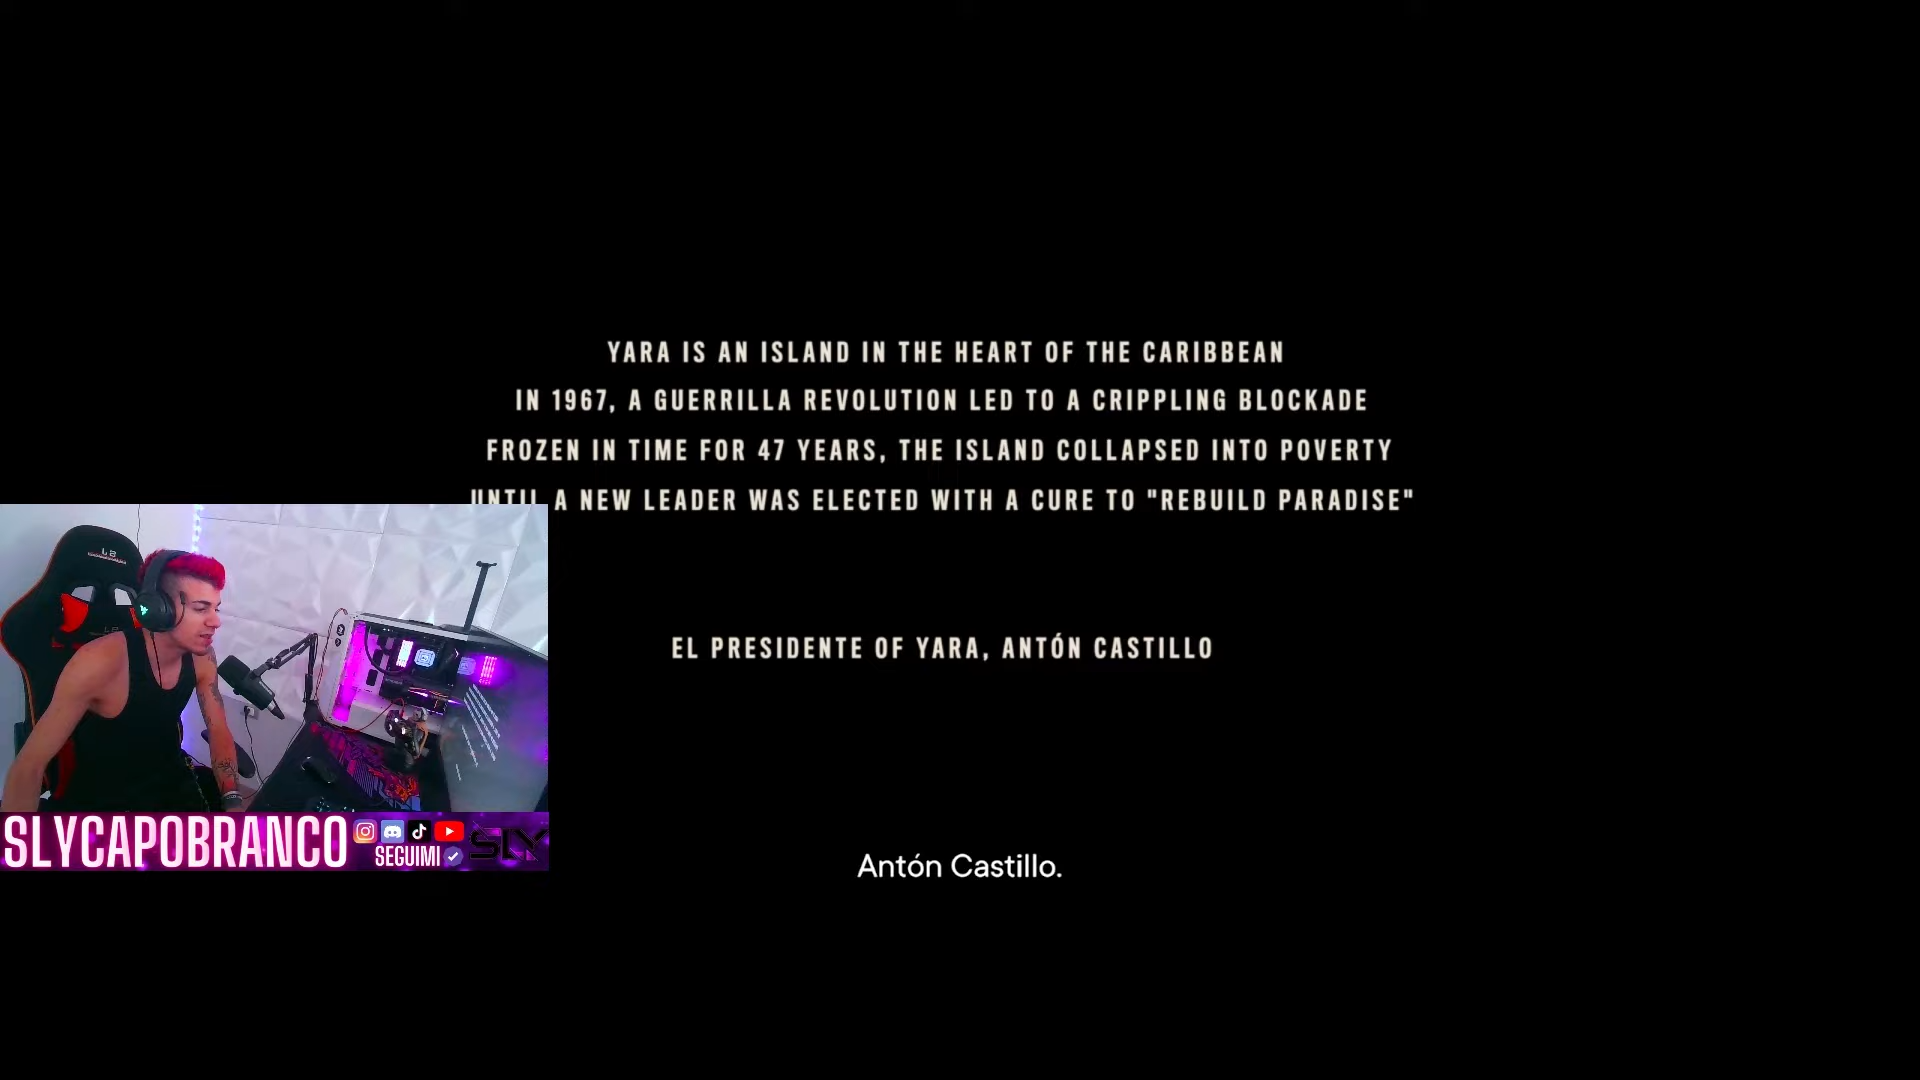 YARA IS AN ISLAND IN THE HEART OF THE CARIBBEAN
IN 1967, A GUERRILLA REVOLUTION LED TO A CRIPPLING BLOCKADE
FROZEN IN TIME FOR 47 YEARS, THE ISLAND COLLAPSED INTO POVERTY
UNTIL A NEW LEADER WAS ELECTED WITH A CURE TO "REBUILD PARADISE"
EL PRESIDENTE OF YARA, ANTÓN CASTILLO
SLYCAPOBRANCO
SEGUIMI
SLY
Antón Castillo.